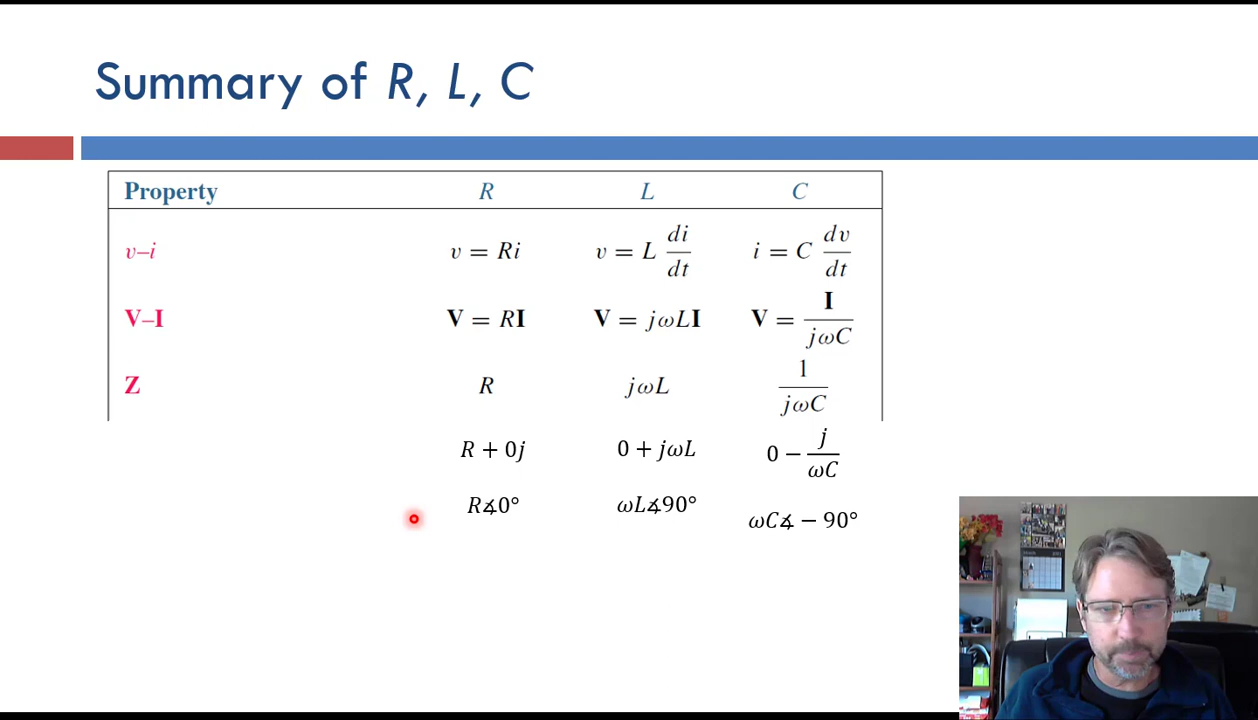 Summary of R, L, C
Property R L C
v–i v = Ri v = L di/dt i = C dv/dt
V–I V = RI V = jωLI V = I/jωC
Z R jωL 1/jωC
R + 0j 0 + jωL 0 − j/ωC
R∡0° ωL∡90° ωC∡ − 90°